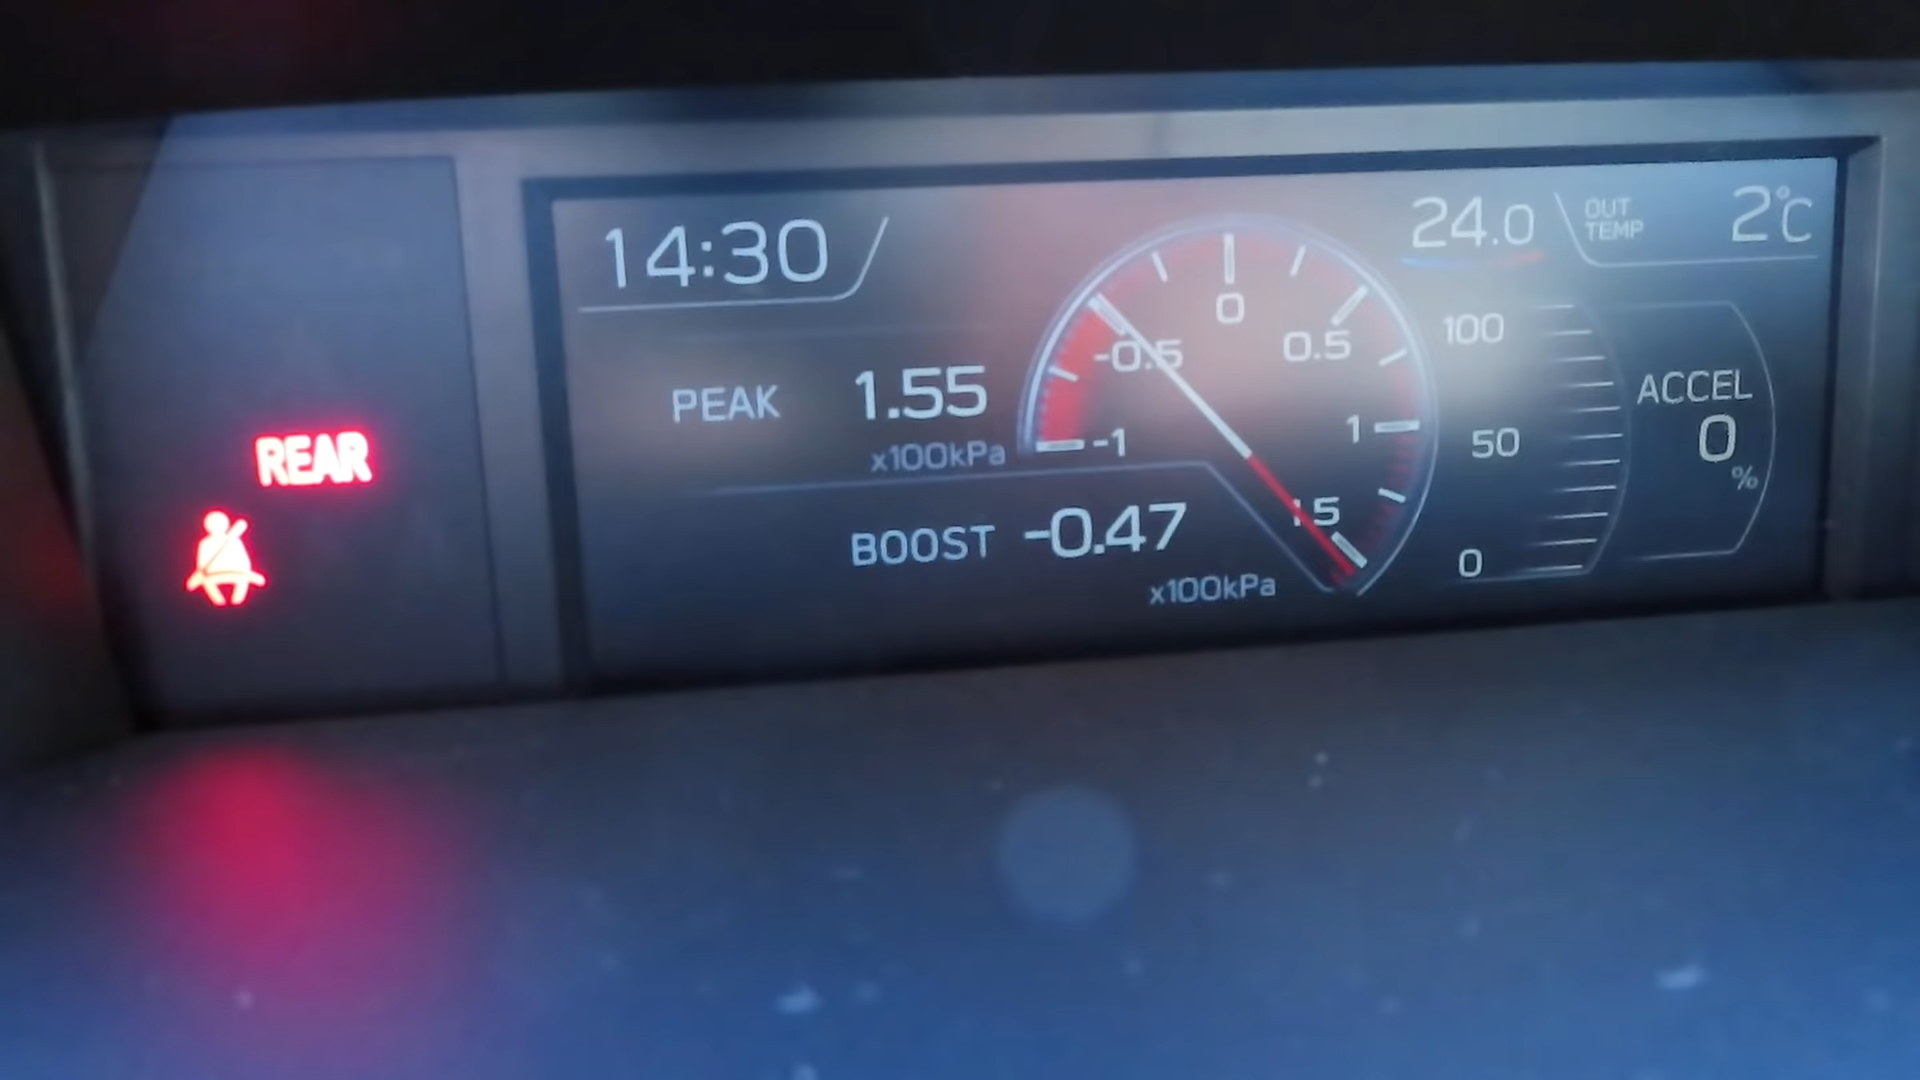 14:30
24.0
OUT
TEMP
2°C
PEAK 1.55
x100kPa
BOOST -0.47
x100kPa
-1
-0.5
0
0.5
1
1.5
100
50
0
ACCEL
0
%
REAR